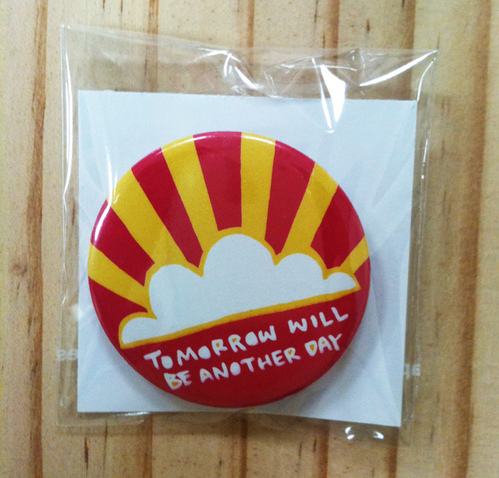 TOMORROW WILL
BE ANOTHER DAY